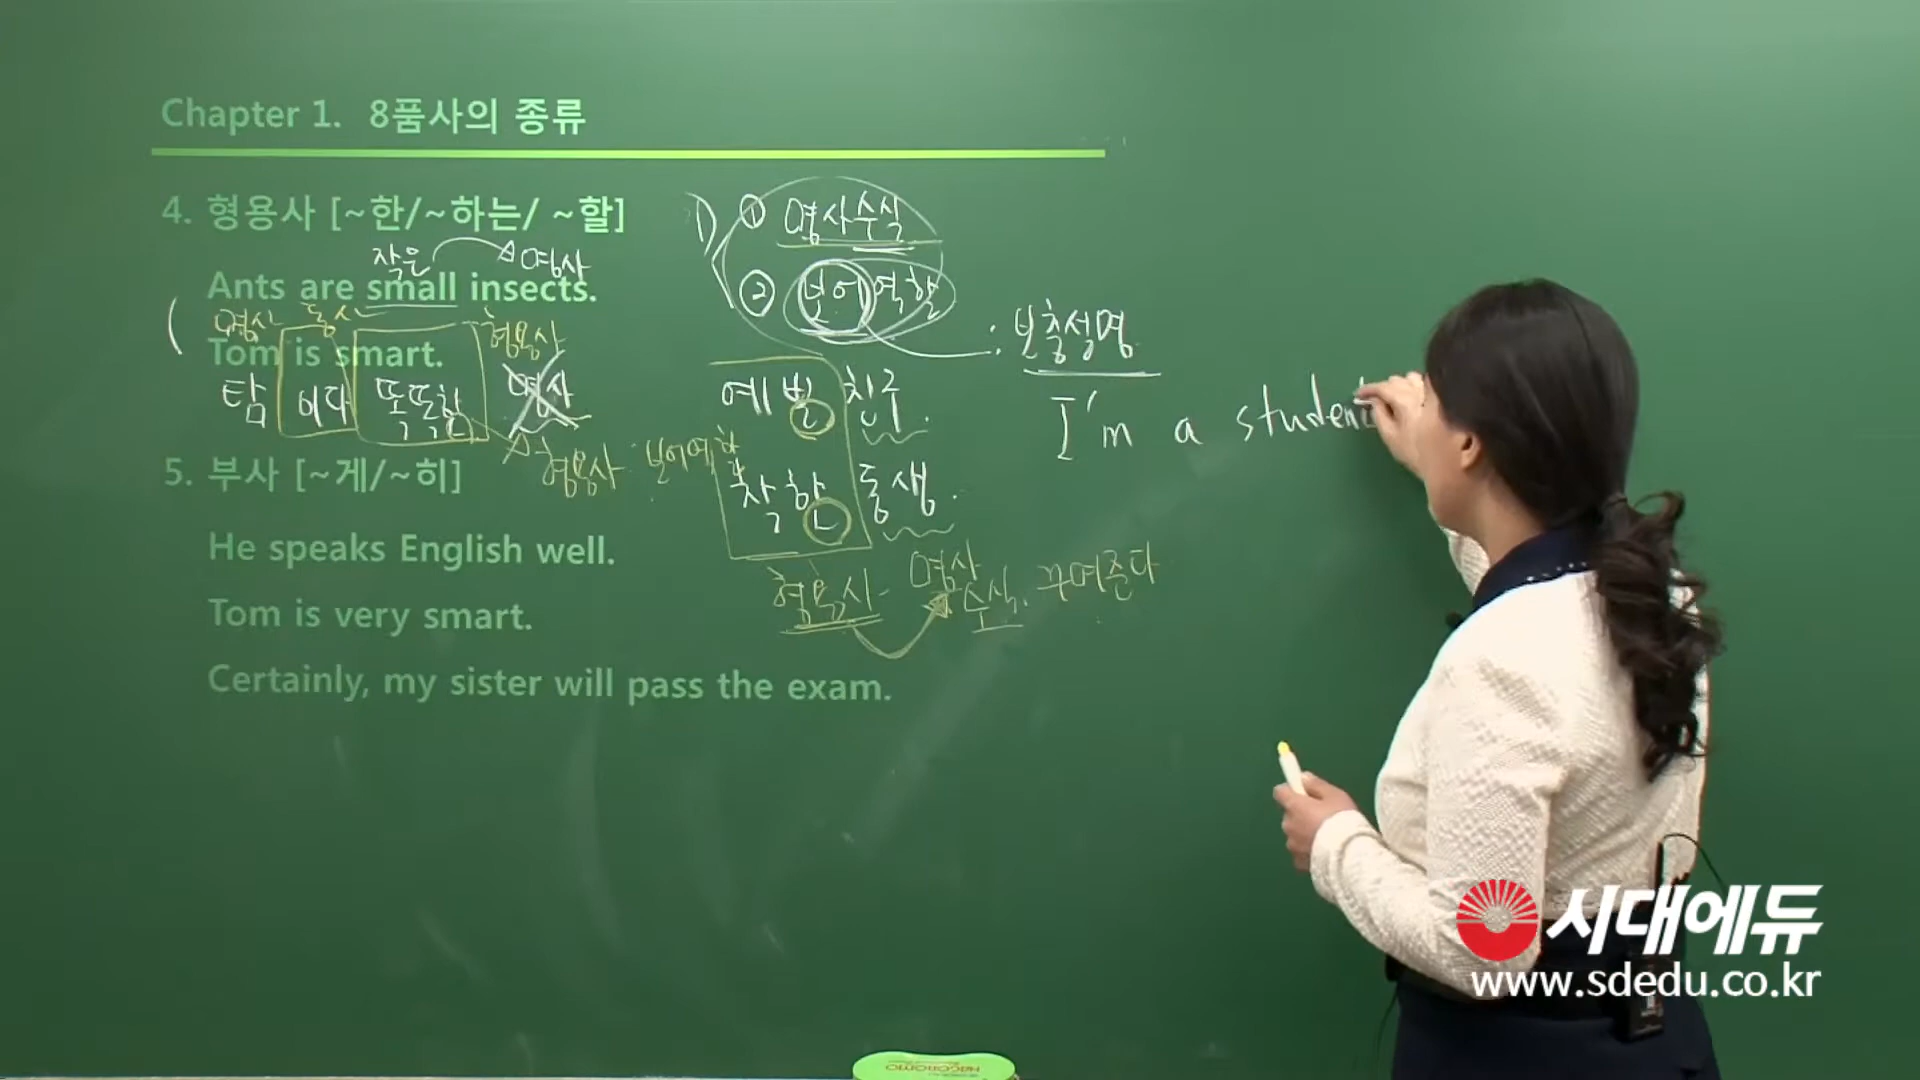 Chapter 1. 8품사의 종류
4. 형용사 [~한/~하는/ ~할]
작은 명사
Ants are small insects.
명사 동사 형용사
Tom is smart.
탐 이다 똑똑한 명사
형용사 : 보어역할
5. 부사 [~게/~히]
He speaks English well.
Tom is very smart.
Certainly, my sister will pass the exam.
1) ① 명사수식
② 보어역할
: 보충설명
예쁜 친구.
착한 동생.
형용사 - 명사 수식. 꾸며준다
I'm a student
시대에듀
www.sdedu.co.kr